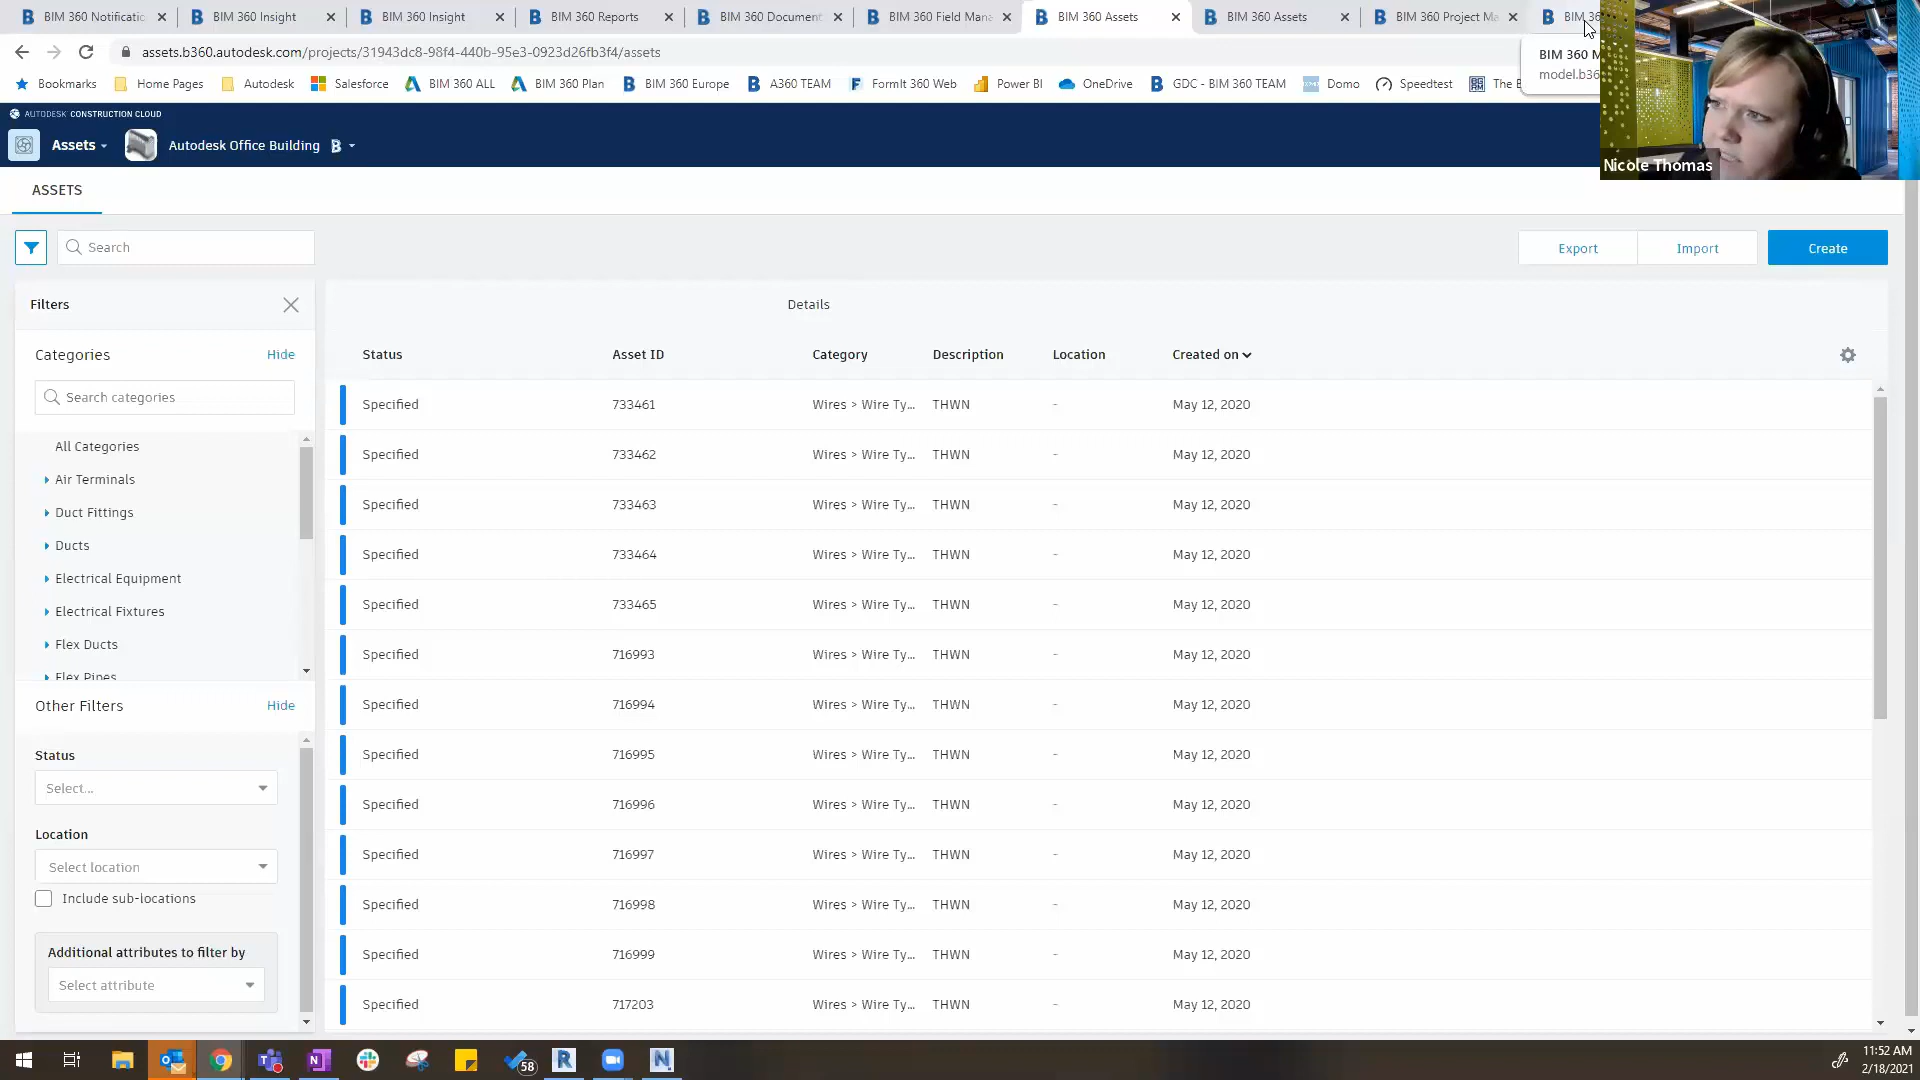 BIM 360 Notificatio
BIM 360 Insight
BIM 360 Insight
BIM 360 Reports
BIM 360 Document
BIM 360 Field Mana
BIM 360 Assets
BIM 360 Assets
BIM 360 Project Ma
BIM 36
assets.b360.autodesk.com/projects/31943dc8-98f4-440b-95e3-0923d26fb3f4/assets
BIM 360 M
model.b36
Bookmarks
Home Pages
Autodesk
Salesforce
BIM 360 ALL
BIM 360 Plan
BIM 360 Europe
A360 TEAM
FormIt 360 Web
Power BI
OneDrive
GDC - BIM 360 TEAM
Domo
Speedtest
The B
AUTODESK CONSTRUCTION CLOUD
Assets
Autodesk Office Building
Nicole Thomas
ASSETS
Search
Export
Import
Create
Filters
Details
Categories
Hide
Status
Asset ID
Category
Description
Location
Created on
Search categories
All Categories
Air Terminals
Duct Fittings
Ducts
Electrical Equipment
Electrical Fixtures
Flex Ducts
Flex Pipes
Other Filters
Hide
Status
Select...
Location
Select location
Include sub-locations
Additional attributes to filter by
Select attribute
Specified 733461 Wires > Wire Ty... THWN - May 12, 2020
Specified 733462 Wires > Wire Ty... THWN - May 12, 2020
Specified 733463 Wires > Wire Ty... THWN - May 12, 2020
Specified 733464 Wires > Wire Ty... THWN - May 12, 2020
Specified 733465 Wires > Wire Ty... THWN - May 12, 2020
Specified 716993 Wires > Wire Ty... THWN - May 12, 2020
Specified 716994 Wires > Wire Ty... THWN - May 12, 2020
Specified 716995 Wires > Wire Ty... THWN - May 12, 2020
Specified 716996 Wires > Wire Ty... THWN - May 12, 2020
Specified 716997 Wires > Wire Ty... THWN - May 12, 2020
Specified 716998 Wires > Wire Ty... THWN - May 12, 2020
Specified 716999 Wires > Wire Ty... THWN - May 12, 2020
Specified 717203 Wires > Wire Ty... THWN - May 12, 2020
58
11:52 AM
2/18/2021